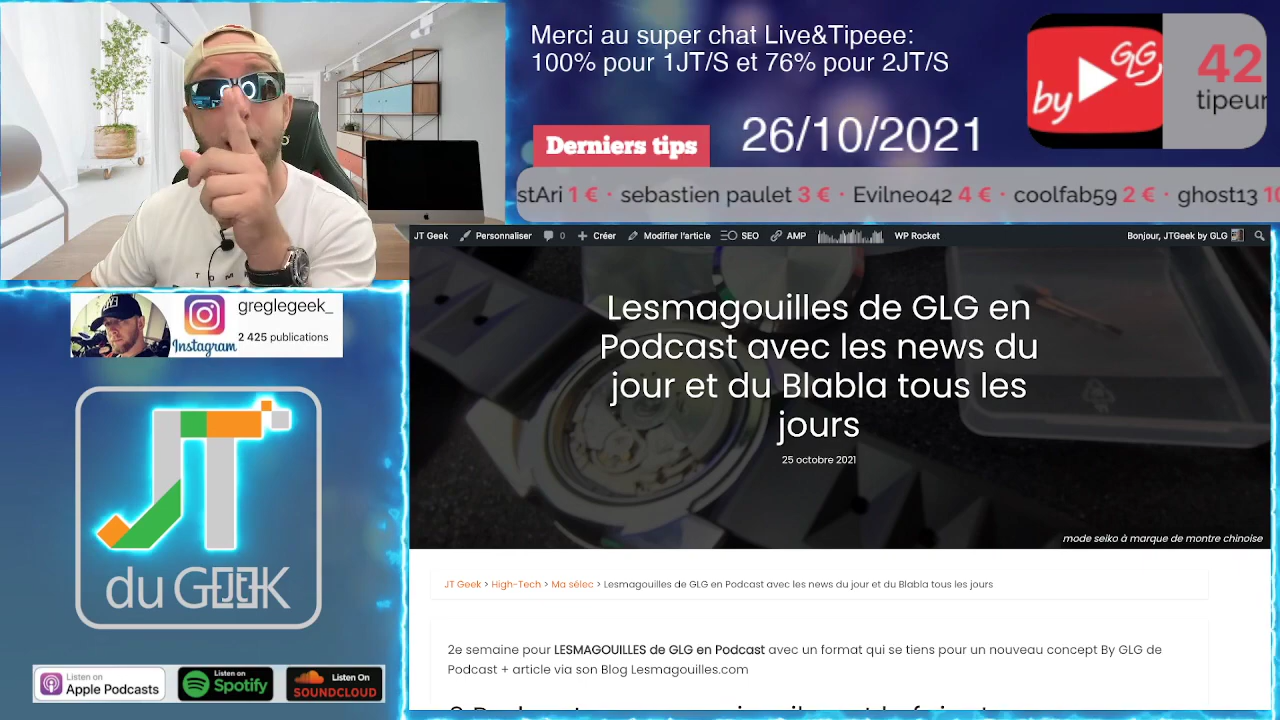 Merci au super chat Live&Tipeee:
100% pour 1JT/S et 76% pour 2JT/S
by GLG
42
tipeur
Derniers tips
26/10/2021
stAri 1 € · sebastien paulet 3 € · Evilneo42 4 € · coolfab59 2 € · ghost13 10
JT Geek Personnaliser 0 Créer Modifier l'article SEO AMP WP Rocket Bonjour, JTGeek by GLG
Lesmagouilles de GLG en
Podcast avec les news du
jour et du Blabla tous les
jours
25 octobre 2021
mode seiko à marque de montre chinoise
JT Geek > High-Tech > Ma sélec > Lesmagouilles de GLG en Podcast avec les news du jour et du Blabla tous les jours
2e semaine pour LESMAGOUILLES de GLG en Podcast avec un format qui se tiens pour un nouveau concept By GLG de
Podcast + article via son Blog Lesmagouilles.com
greglegeek_
Instagram
2 425 publications
JT
du GEEK
Listen on
Apple Podcasts
Listen on
Spotify
Listen On
SOUNDCLOUD